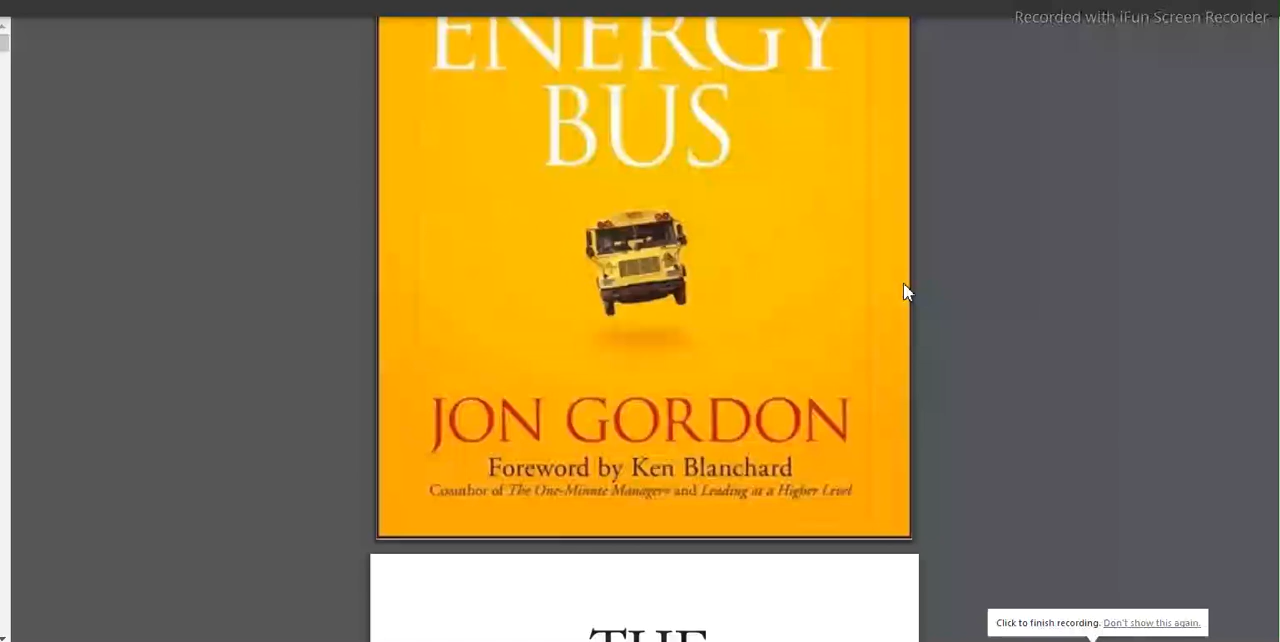 Recorded with iFun Screen Recorder
ENERGY
BUS
JON GORDON
Foreword by Ken Blanchard
Coauthor of The One-Minute Manager® and Leading at a Higher Level
THE
Click to finish recording. Don't show this again.